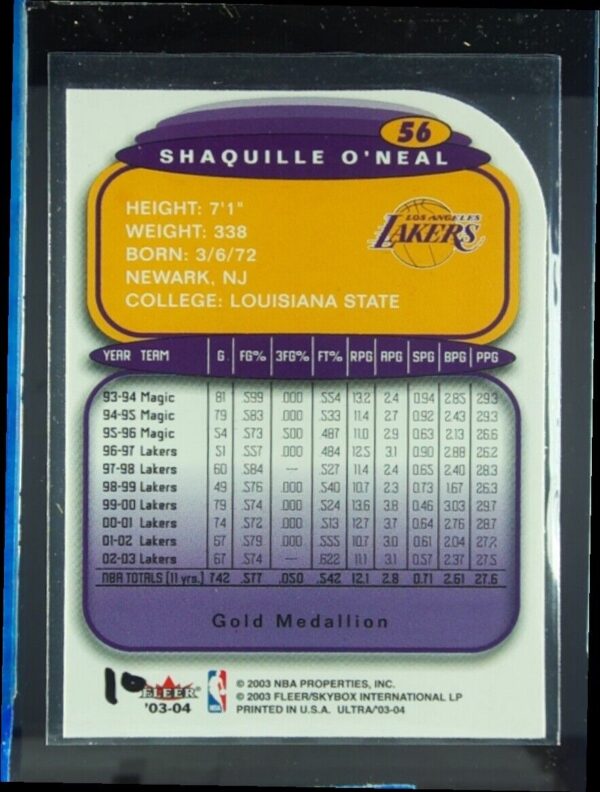 56
SHAQUILLE O'NEAL
HEIGHT: 7'1"
WEIGHT: 338
BORN: 3/6/72
NEWARK, NJ
COLLEGE: LOUISIANA STATE
LOS ANGELES
LAKERS
YEAR TEAM G FG% 3FG% FT% RPG APG SPG BPG PPG
93-94 Magic 81 .599 .000 .554 13.2 2.4 0.94 2.85 29.3
94-95 Magic 79 .583 .000 .533 11.4 2.7 0.92 2.43 29.3
95-96 Magic 54 .573 .500 .487 11.0 2.9 0.63 2.13 26.6
96-97 Lakers 51 .557 .000 .484 12.5 3.1 0.90 2.88 26.2
97-98 Lakers 60 .584 --- .527 11.4 2.4 0.65 2.40 28.3
98-99 Lakers 49 .576 .000 .540 10.7 2.3 0.73 1.67 26.3
99-00 Lakers 79 .574 .000 .524 13.6 3.8 0.46 3.03 29.7
00-01 Lakers 74 .572 .000 .513 12.7 3.7 0.64 2.76 28.7
01-02 Lakers 67 .579 .000 .555 10.7 3.0 0.61 2.04 27.2
02-03 Lakers 67 .574 --- .622 11.1 3.1 0.57 2.37 27.5
NBA TOTALS (11 yrs.) 742 .577 .050 .542 12.1 2.8 0.71 2.61 27.6
Gold Medallion
10
FLEER
'03-04
NBA
© 2003 NBA PROPERTIES, INC.
© 2003 FLEER/SKYBOX INTERNATIONAL LP
PRINTED IN U.S.A. ULTRA/'03-04